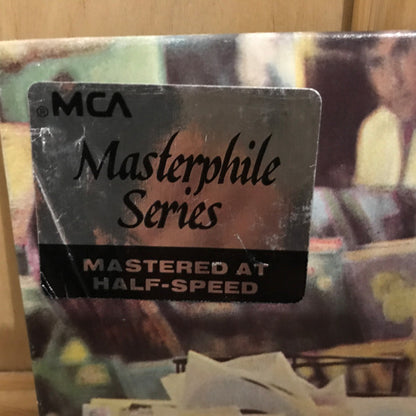 ®MCA
Masterphile
Series
MASTERED AT
HALF-SPEED